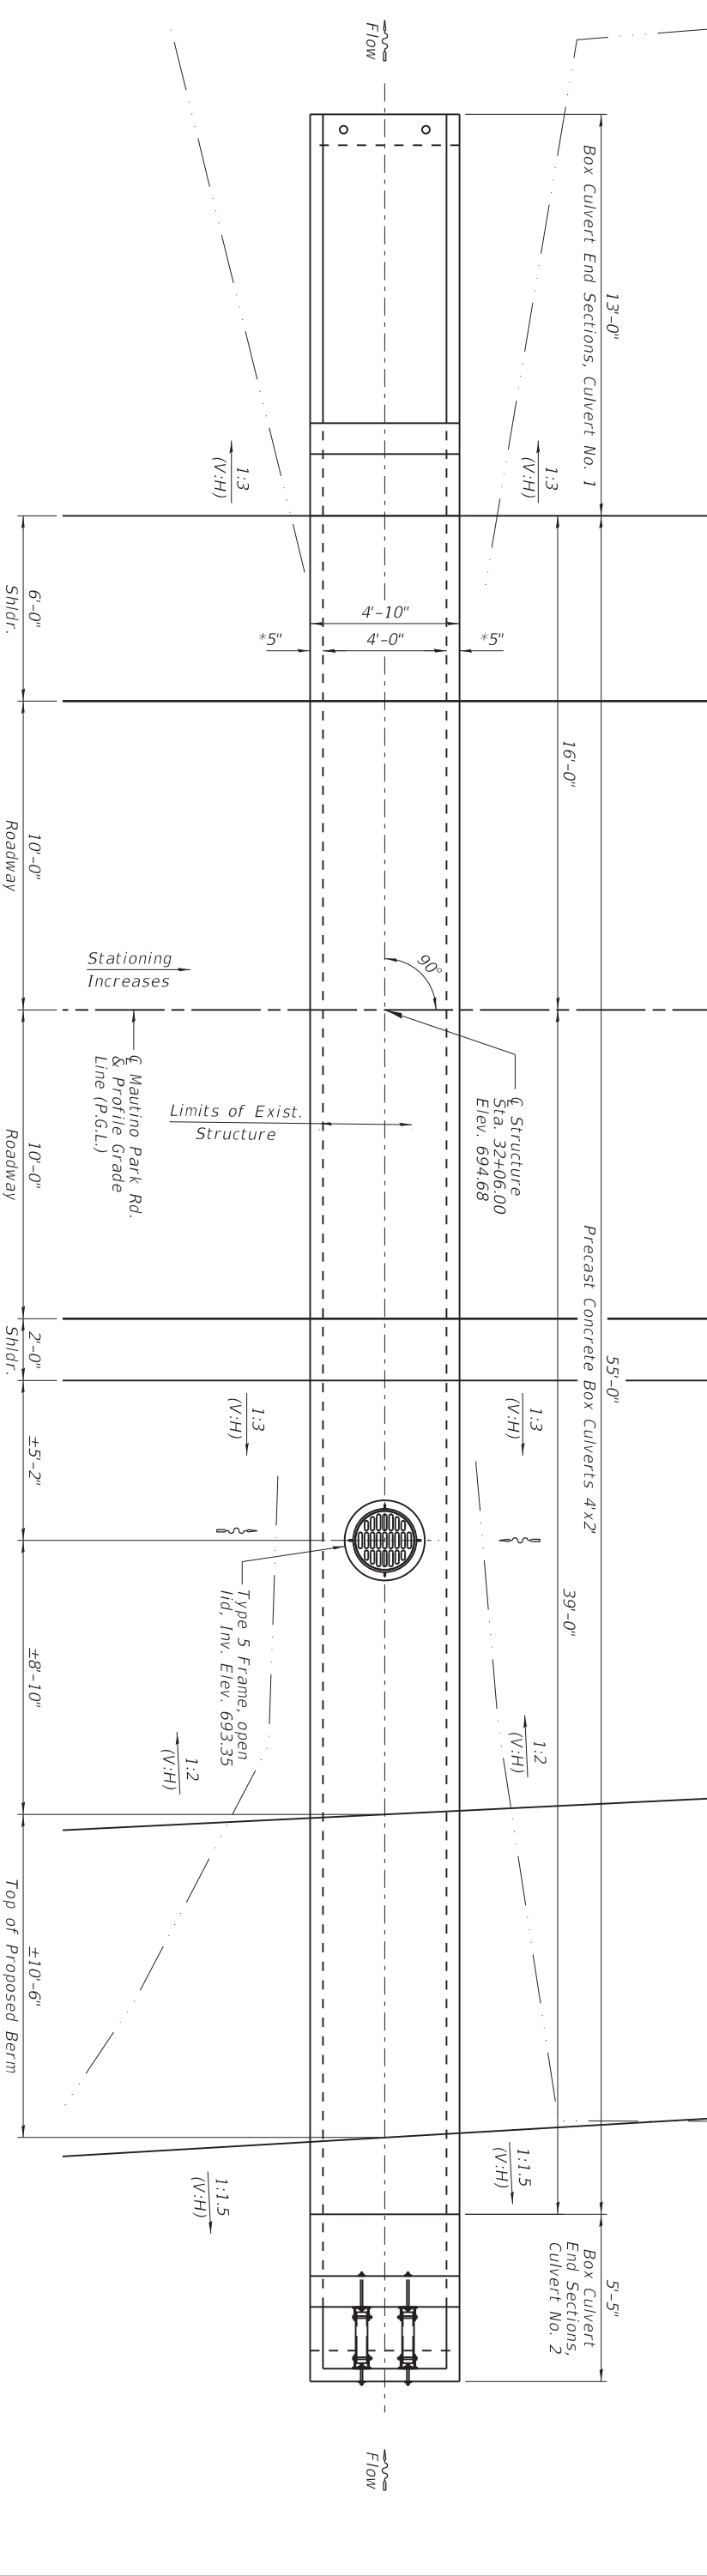 Flow
13'-0"
Box Culvert End Sections, Culvert No. 1
1:3
(V:H)
1:3
(V:H)
6'-0"
Shldr.
4'-10"
*5"
4'-0"
*5"
16'-0"
10'-0"
Roadway
90°
Stationing
Increases
℄ Mautino Park Rd.
& Profile Grade
Line (P.G.L.)
℄ Structure
Sta. 32+06.00
Elev. 694.68
Limits of Exist.
Structure
10'-0"
Roadway
55'-0"
Precast Concrete Box Culverts 4'x2'
2'-0"
Shldr.
1:3
(V:H)
1:3
(V:H)
±5'-2"
39'-0"
Type 5 Frame, open
lid, Inv. Elev. 693.35
±8'-10"
1:2
(V:H)
1:2
(V:H)
±10'-6"
Top of Proposed Berm
1:1.5
(V:H)
1:1.5
(V:H)
5'-5"
Box Culvert
End Sections,
Culvert No. 2
Flow